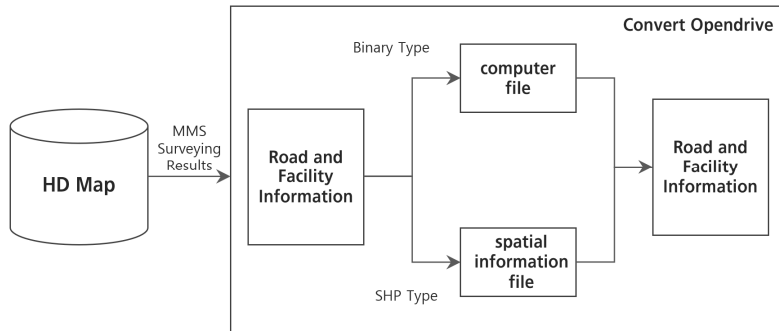 Convert Opendrive
HD Map
MMS
Surveying
Results
Road and
Facility
Information
Binary Type
computer
file
SHP Type
spatial
information
file
Road and
Facility
Information